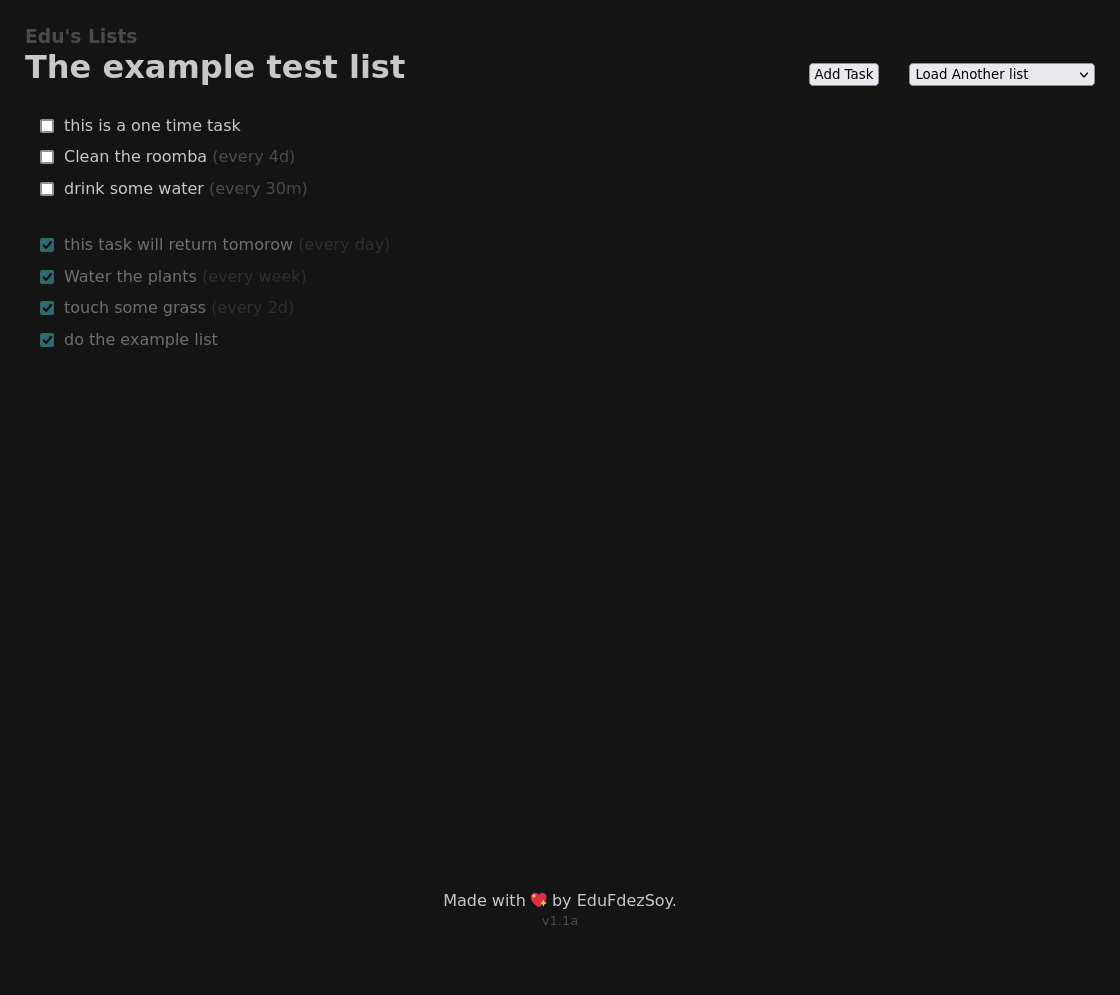 Edu's Lists
The example test list
Add Task
Load Another list
this is a one time task
Clean the roomba (every 4d)
drink some water (every 30m)
this task will return tomorow (every day)
Water the plants (every week)
touch some grass (every 2d)
do the example list
Made with 💖 by EduFdezSoy.
v1.1a